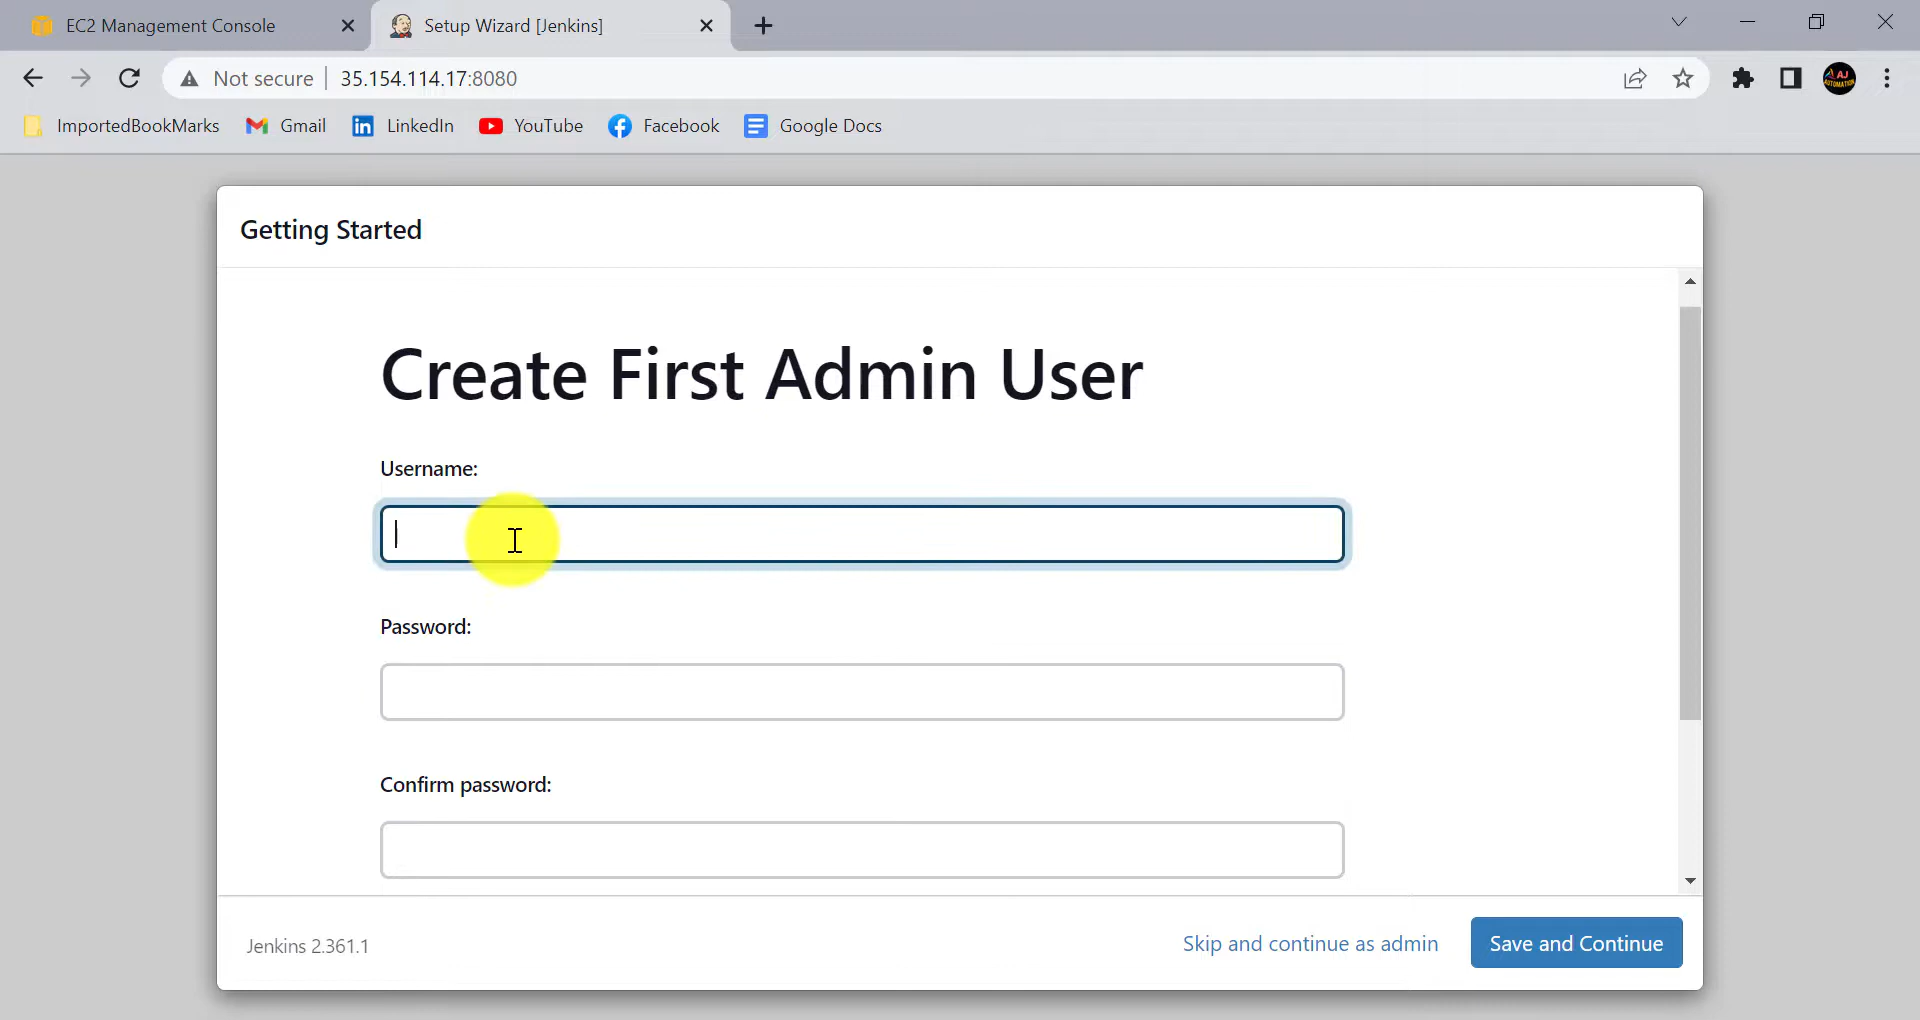 EC2 Management Console
Setup Wizard [Jenkins]
Not secure
35.154.114.17:8080
AJ
AUTOMATION
ImportedBookMarks
Gmail
LinkedIn
YouTube
Facebook
Google Docs
Getting Started
Create First Admin User
Username:
Password:
Confirm password:
Jenkins 2.361.1
Skip and continue as admin
Save and Continue